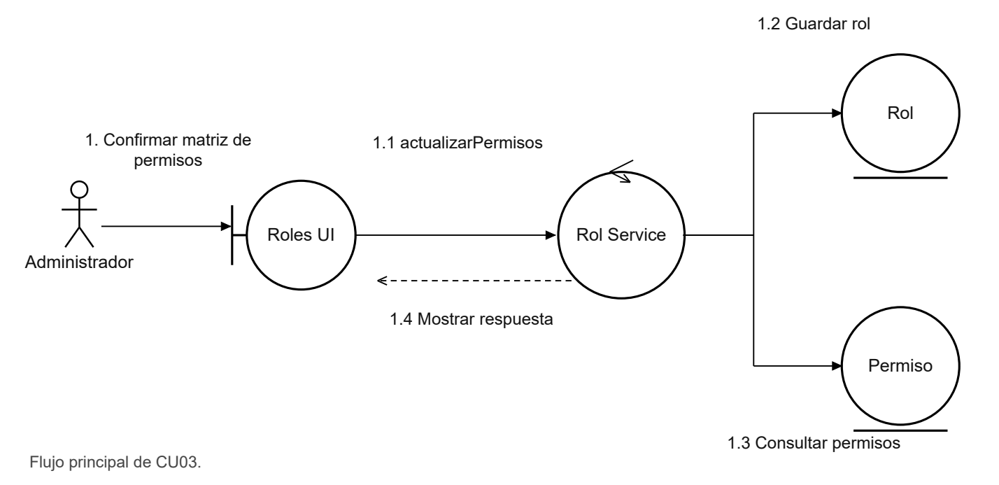 1.2 Guardar rol
Rol
1. Confirmar matriz de
permisos
1.1 actualizarPermisos
Roles UI
Rol Service
Administrador
1.4 Mostrar respuesta
Permiso
1.3 Consultar permisos
Flujo principal de CU03.